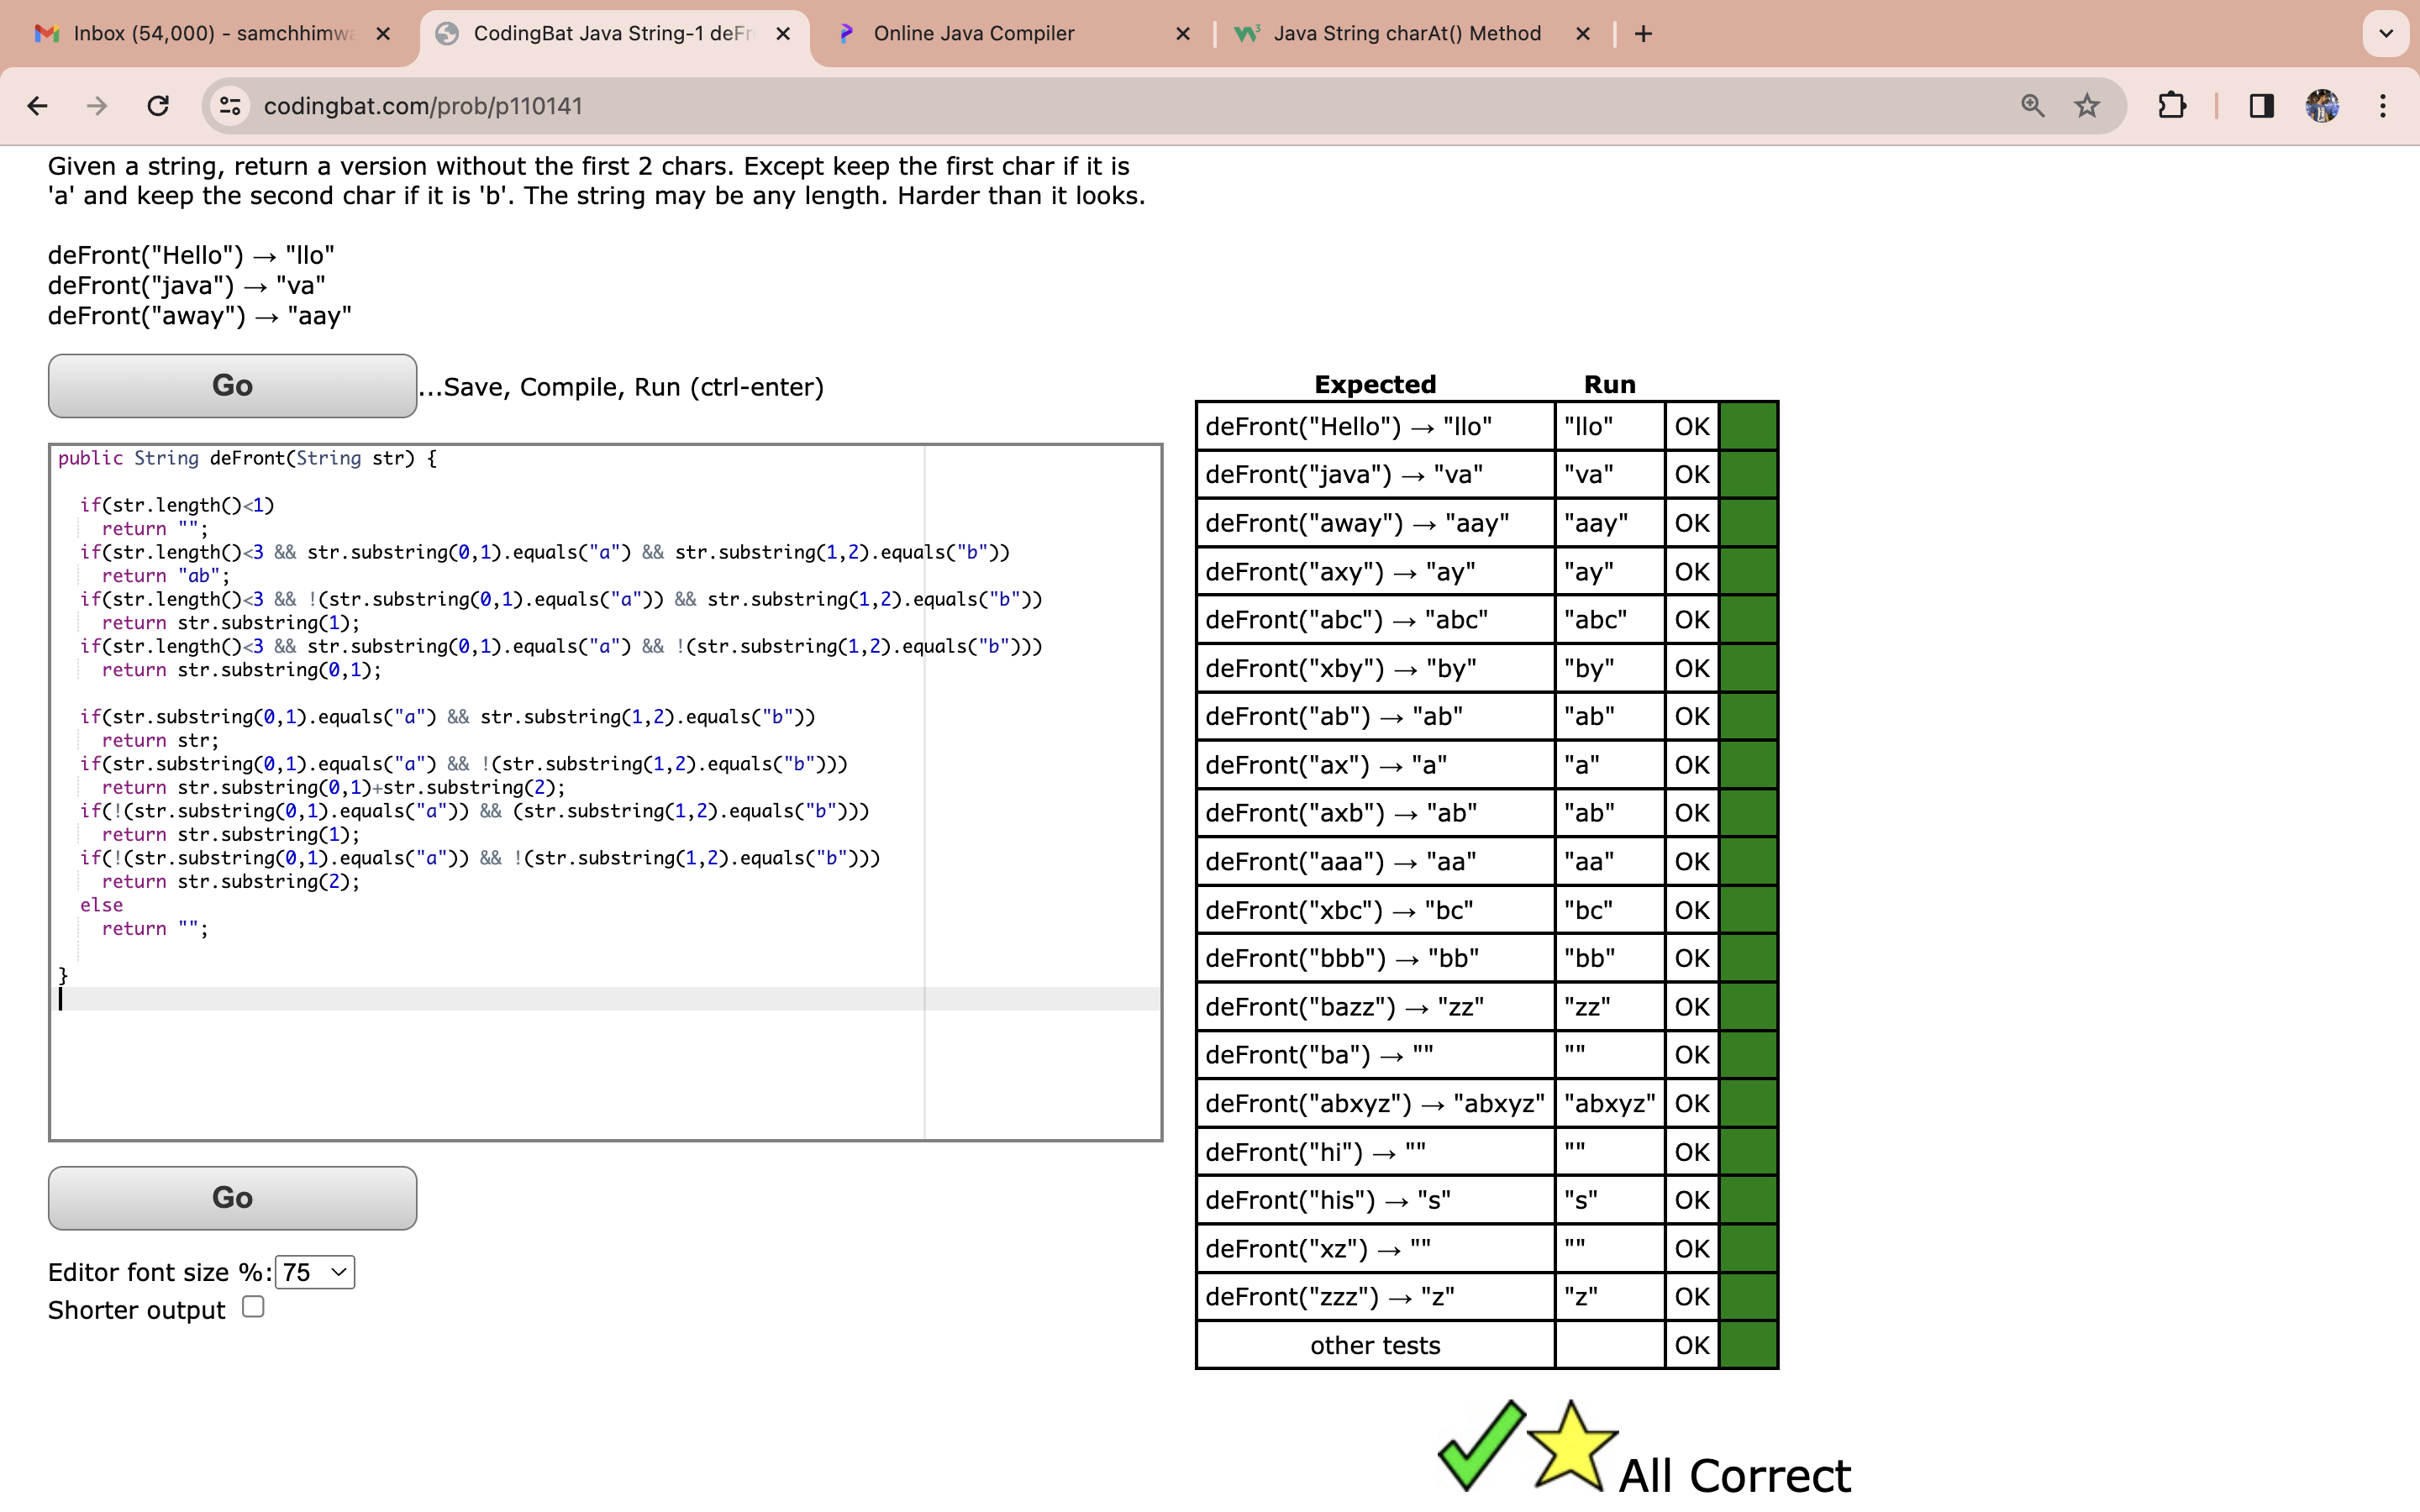 Inbox (54,000) - samchhimwa
CodingBat Java String-1 deFr
Online Java Compiler
Java String charAt() Method
codingbat.com/prob/p110141
Given a string, return a version without the first 2 chars. Except keep the first char if it is
'a' and keep the second char if it is 'b'. The string may be any length. Harder than it looks.
deFront("Hello") → "llo"
deFront("java") → "va"
deFront("away") → "aay"
Go
...Save, Compile, Run (ctrl-enter)
public String deFront(String str) {
if(str.length()<1)
return "";
if(str.length()<3 && str.substring(0,1).equals("a") && str.substring(1,2).equals("b"))
return "ab";
if(str.length()<3 && !(str.substring(0,1).equals("a")) && str.substring(1,2).equals("b"))
return str.substring(1);
if(str.length()<3 && str.substring(0,1).equals("a") && !(str.substring(1,2).equals("b")))
return str.substring(0,1);
if(str.substring(0,1).equals("a") && str.substring(1,2).equals("b"))
return str;
if(str.substring(0,1).equals("a") && !(str.substring(1,2).equals("b")))
return str.substring(0,1)+str.substring(2);
if(!(str.substring(0,1).equals("a")) && (str.substring(1,2).equals("b")))
return str.substring(1);
if(!(str.substring(0,1).equals("a")) && !(str.substring(1,2).equals("b")))
return str.substring(2);
else
return "";
}
Go
Editor font size %: 75
Shorter output
Expected Run
deFront("Hello") → "llo" "llo" OK
deFront("java") → "va" "va" OK
deFront("away") → "aay" "aay" OK
deFront("axy") → "ay" "ay" OK
deFront("abc") → "abc" "abc" OK
deFront("xby") → "by" "by" OK
deFront("ab") → "ab" "ab" OK
deFront("ax") → "a" "a" OK
deFront("axb") → "ab" "ab" OK
deFront("aaa") → "aa" "aa" OK
deFront("xbc") → "bc" "bc" OK
deFront("bbb") → "bb" "bb" OK
deFront("bazz") → "zz" "zz" OK
deFront("ba") → "" "" OK
deFront("abxyz") → "abxyz" "abxyz" OK
deFront("hi") → "" "" OK
deFront("his") → "s" "s" OK
deFront("xz") → "" "" OK
deFront("zzz") → "z" "z" OK
other tests OK
All Correct